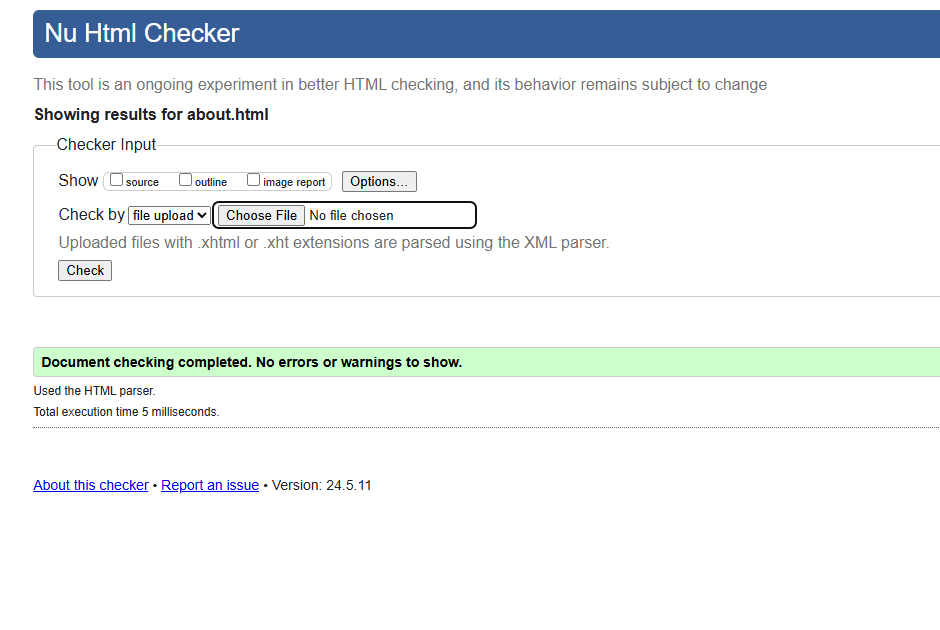 Nu Html Checker
This tool is an ongoing experiment in better HTML checking, and its behavior remains subject to change
Showing results for about.html
Checker Input
Show source outline image report Options...
Check by file upload Choose File No file chosen
Uploaded files with .xhtml or .xht extensions are parsed using the XML parser.
Check
Document checking completed. No errors or warnings to show.
Used the HTML parser.
Total execution time 5 milliseconds.
About this checker • Report an issue • Version: 24.5.11